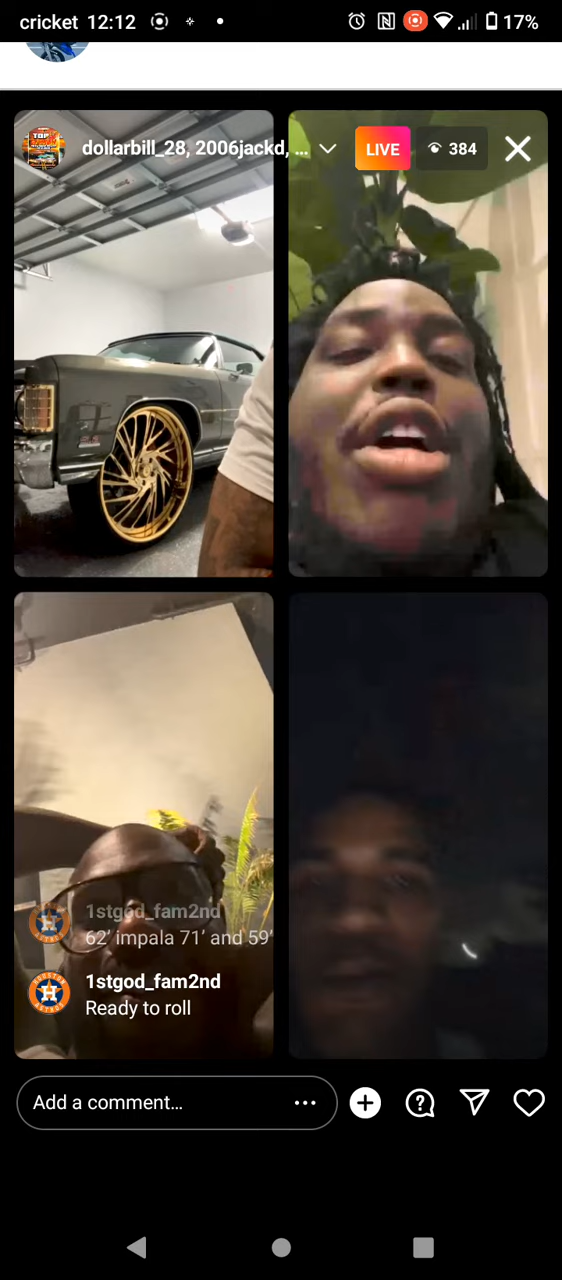 cricket 12:12 17%
TOP
dollarbill_28, 2006jackd, ... LIVE 384
1stgod_fam2nd
62' impala 71' and 59'
1stgod_fam2nd
Ready to roll
Add a comment...